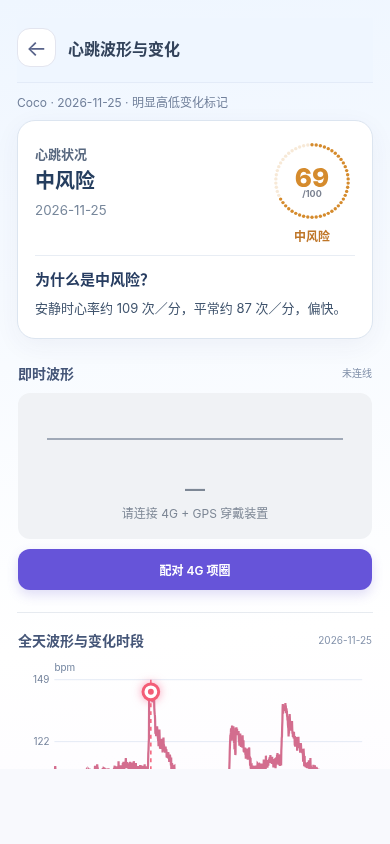 心跳波形与变化
Coco · 2026-11-25 · 明显高低变化标记
心跳状况
中风险
2026-11-25
69
/100
中风险
为什么是中风险？
安静时心率约 109 次／分，平常约 87 次／分，偏快。
即时波形
未连线
请连接 4G + GPS 穿戴装置
配对 4G 项圈
全天波形与变化时段
2026-11-25
bpm
149
122